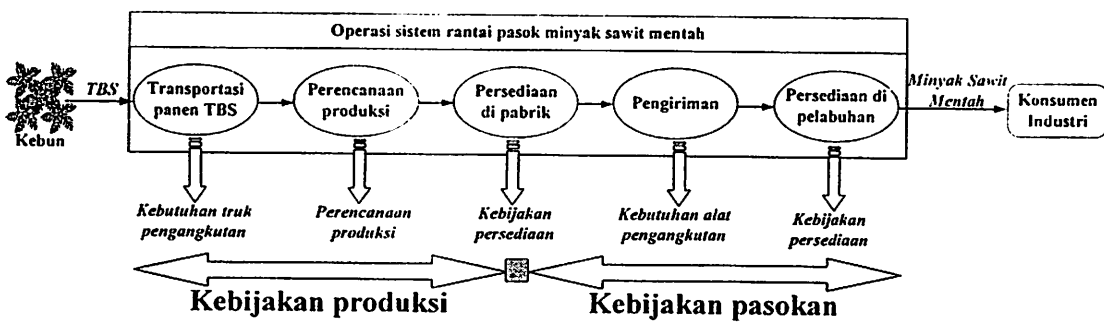 Operasi sistem rantai pasok minyak sawit mentah
Kebun
TBS
Transportasi
panen TBS
Perencanaan
produksi
Persediaan
di pabrik
Pengiriman
Persediaan di
pelabuhan
Minyak Sawit
Mentah
Konsumen
Industri
Kebutuhan truk
pengangkutan
Perencanaan
produksi
Kebijakan
persediaan
Kebutuhan alat
pengangkutan
Kebijakan
persediaan
Kebijakan produksi
Kebijakan pasokan